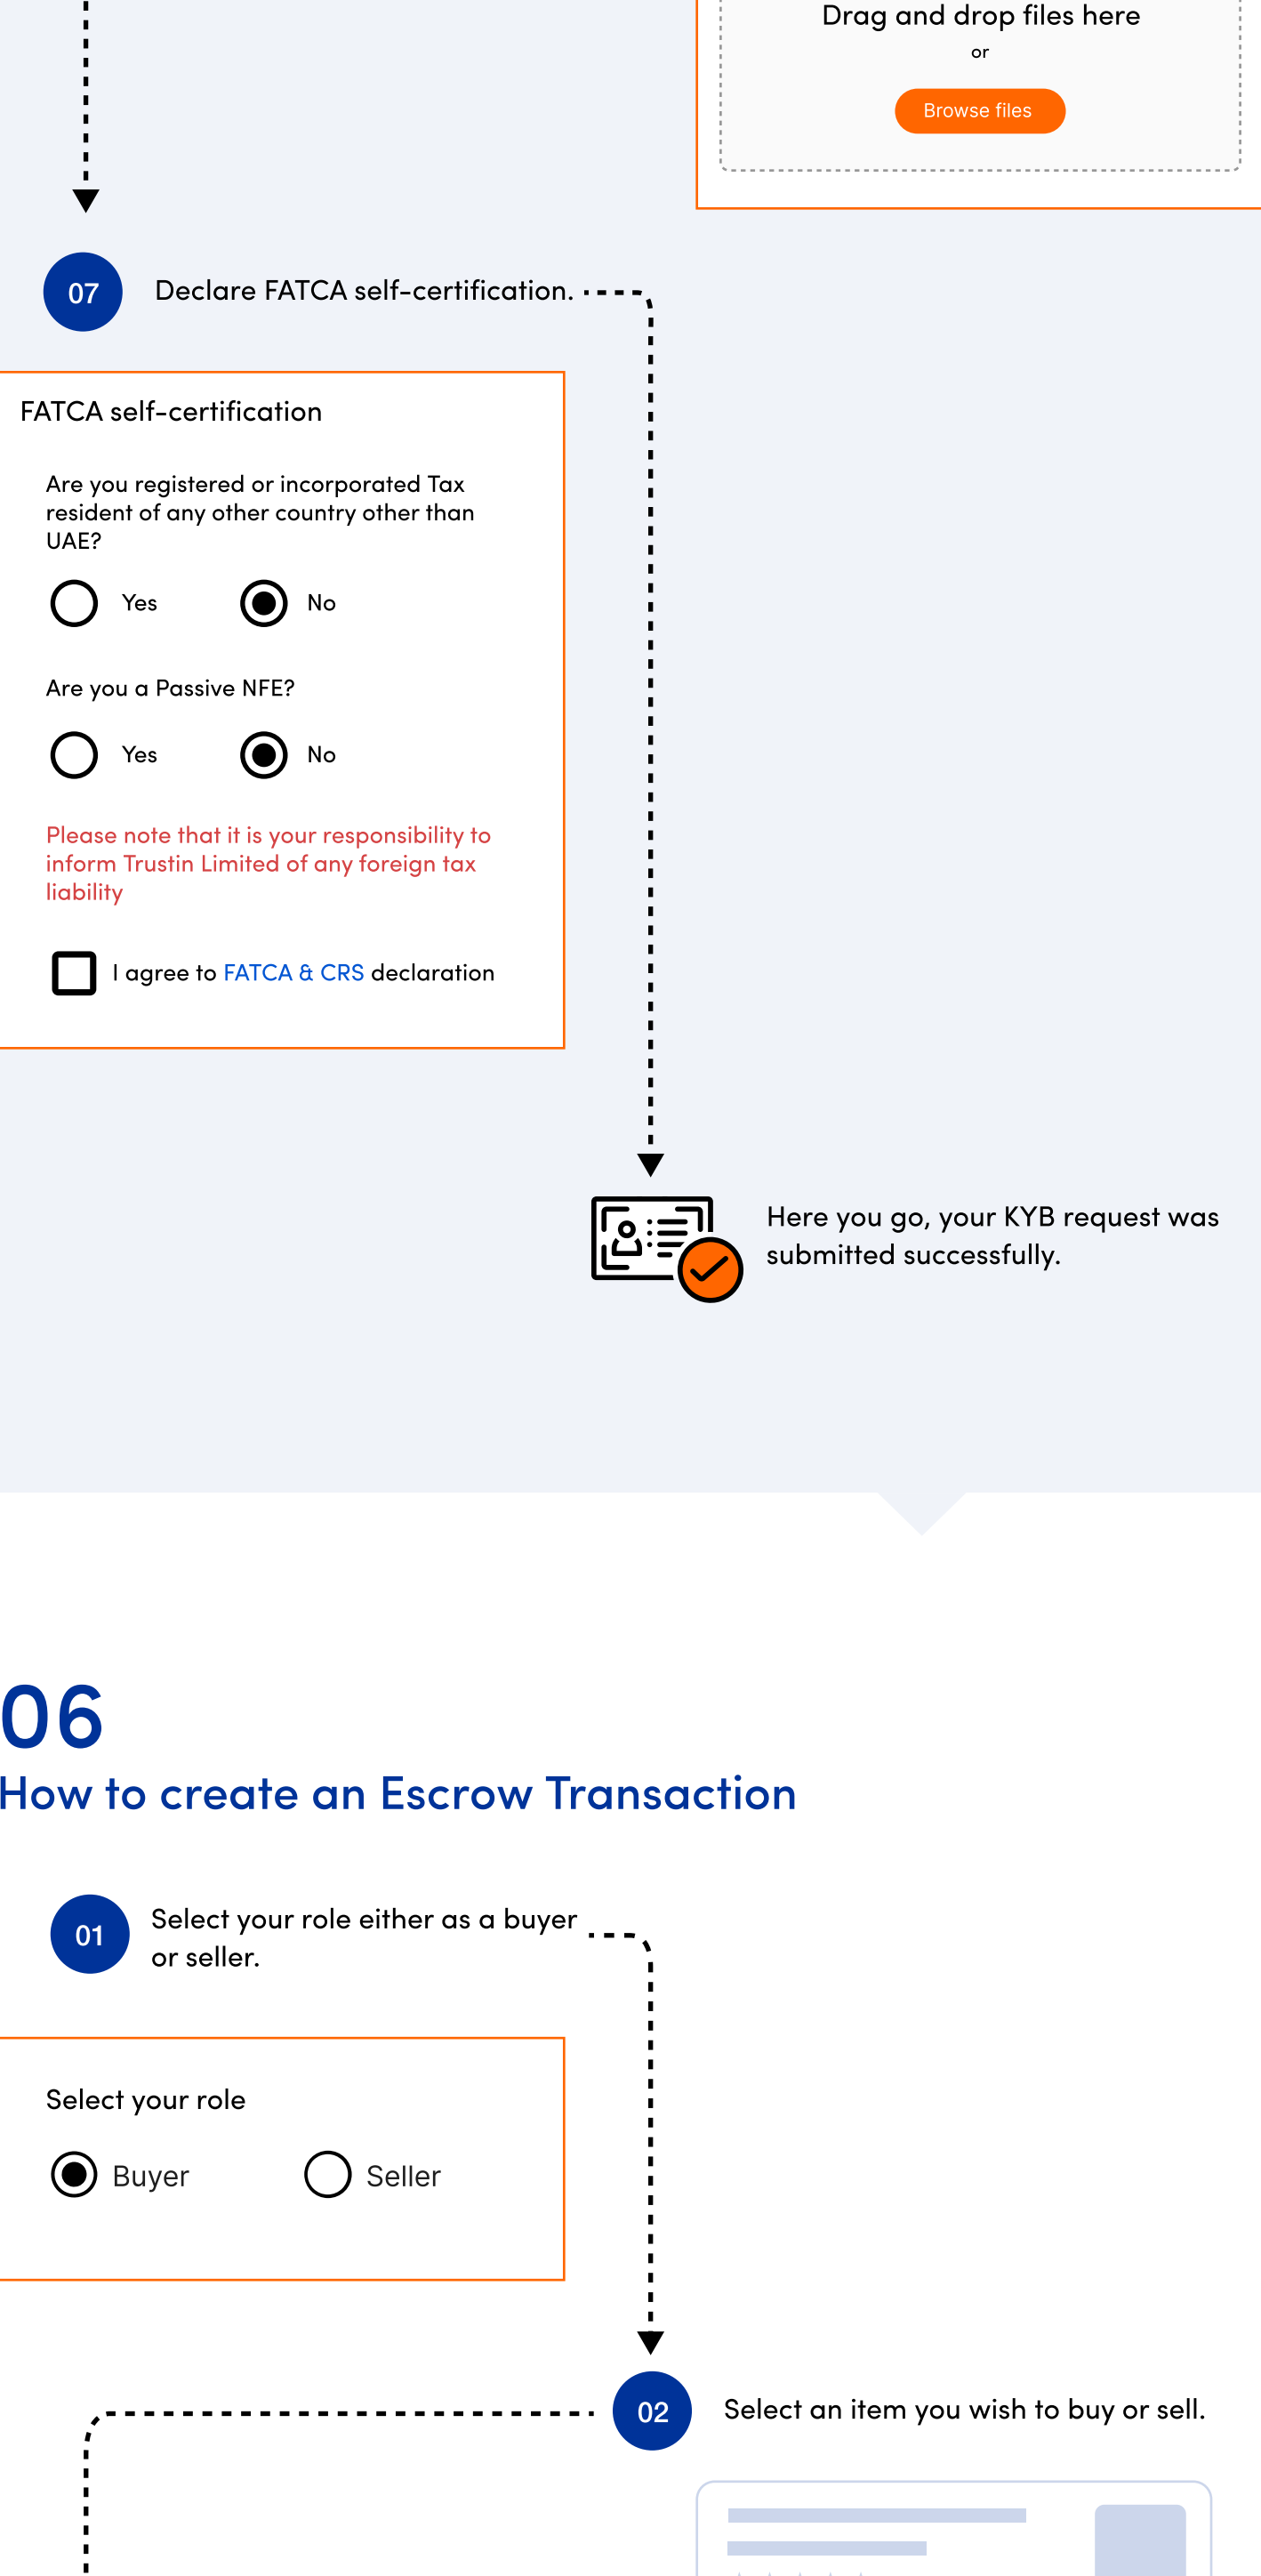 Drag and drop files here
or
Browse files
07
Declare FATCA self-certification.
FATCA self-certification
Are you registered or incorporated Tax
resident of any other country other than
UAE?
Yes
No
Are you a Passive NFE?
Yes
No
Please note that it is your responsibility to
inform Trustin Limited of any foreign tax
liability
I agree to FATCA & CRS declaration
Here you go, your KYB request was
submitted successfully.
06
How to create an Escrow Transaction
01
Select your role either as a buyer
or seller.
Select your role
Buyer
Seller
02
Select an item you wish to buy or sell.